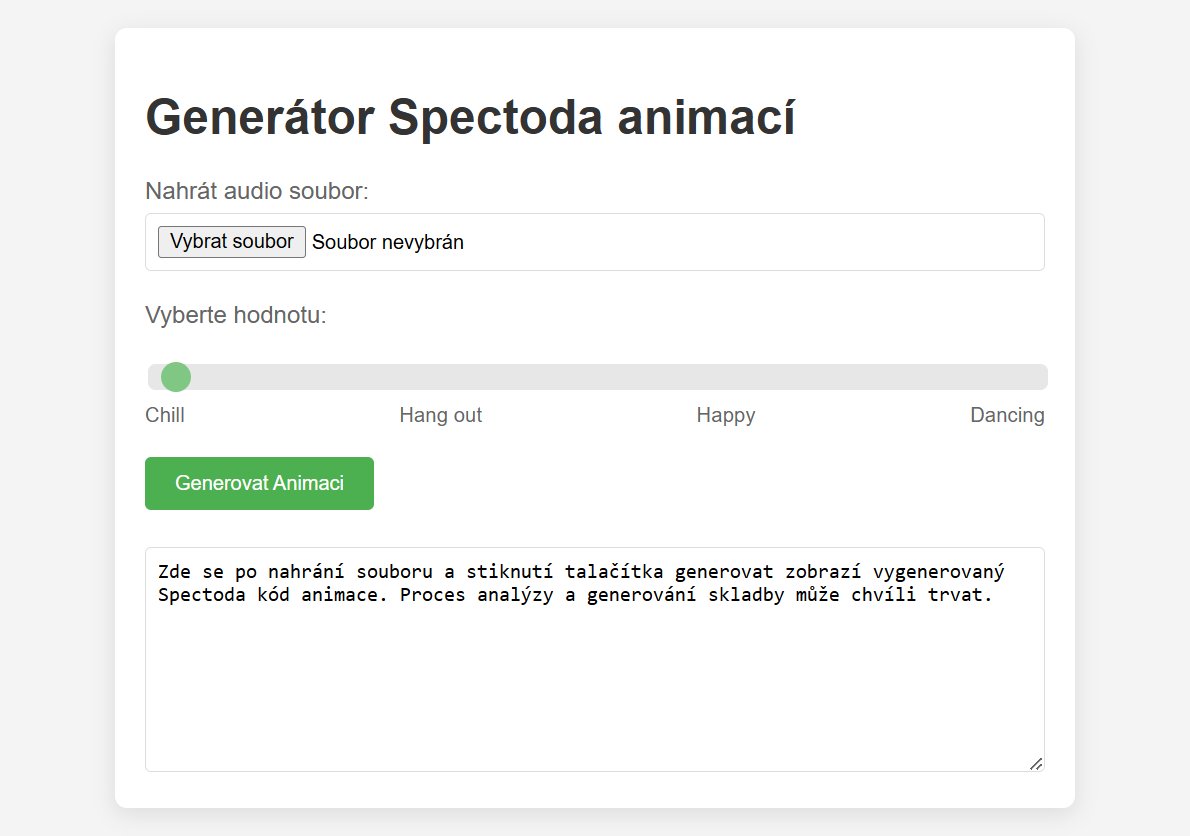 Generátor Spectoda animací
Nahrát audio soubor:
Vybrat soubor Soubor nevybrán
Vyberte hodnotu:
Chill Hang out Happy Dancing
Generovat Animaci
Zde se po nahrání souboru a stiknutí talačítka generovat zobrazí vygenerovaný
Spectoda kód animace. Proces analýzy a generování skladby může chvíli trvat.